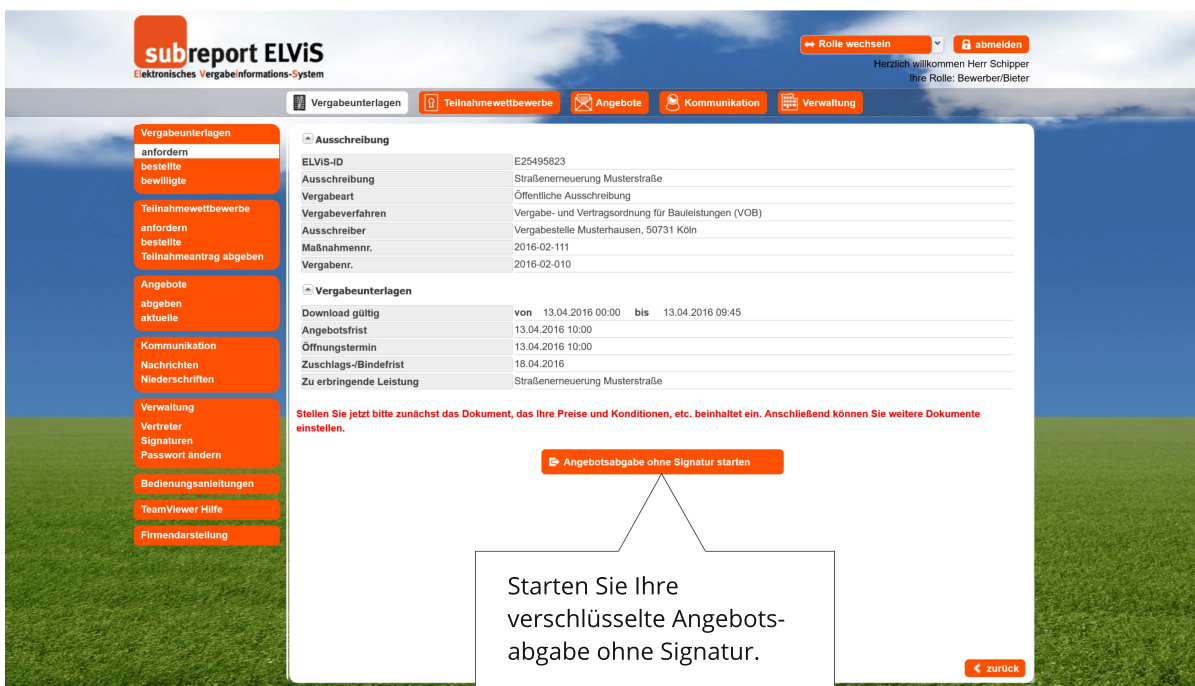 subreport ELViS
Elektronisches Vergabeinformations-System
Rolle wechseln
abmelden
Herzlich willkommen Herr Schipper
Ihre Rolle: Bewerber/Bieter
Vergabeunterlagen Teilnahmewettbewerbe Angebote Kommunikation Verwaltung
Vergabeunterlagen
anfordern
bestellte
bewilligte
Teilnahmewettbewerbe
anfordern
bestellte
Teilnahmeantrag abgeben
Angebote
abgeben
aktuelle
Kommunikation
Nachrichten
Niederschriften
Verwaltung
Vertreter
Signaturen
Passwort ändern
Bedienungsanleitungen
TeamViewer Hilfe
Firmendarstellung
Ausschreibung
ELViS-ID E25495823
Ausschreibung Straßenerneuerung Musterstraße
Vergabeart Öffentliche Ausschreibung
Vergabeverfahren Vergabe- und Vertragsordnung für Bauleistungen (VOB)
Ausschreiber Vergabestelle Musterhausen, 50731 Köln
Maßnahmennr. 2016-02-111
Vergabenr. 2016-02-010
Vergabeunterlagen
Download gültig von 13.04.2016 00:00 bis 13.04.2016 09:45
Angebotsfrist 13.04.2016 10:00
Öffnungstermin 13.04.2016 10:00
Zuschlags-/Bindefrist 18.04.2016
Zu erbringende Leistung Straßenerneuerung Musterstraße
Stellen Sie jetzt bitte zunächst das Dokument, das Ihre Preise und Konditionen, etc. beinhaltet ein. Anschließend können Sie weitere Dokumente
einstellen.
Angebotsabgabe ohne Signatur starten
Starten Sie Ihre
verschlüsselte Angebots-
abgabe ohne Signatur.
zurück